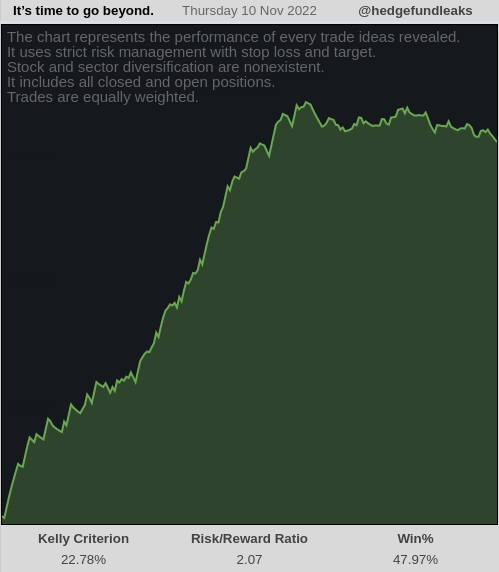 It's time to go beyond. Thursday 10 Nov 2022 @hedgefundleaks
The chart represents the performance of every trade ideas revealed.
It uses strict risk management with stop loss and target.
Stock and sector diversification are nonexistent.
It includes all closed and open positions.
Trades are equally weighted.
Kelly Criterion Risk/Reward Ratio Win%
22.78% 2.07 47.97%